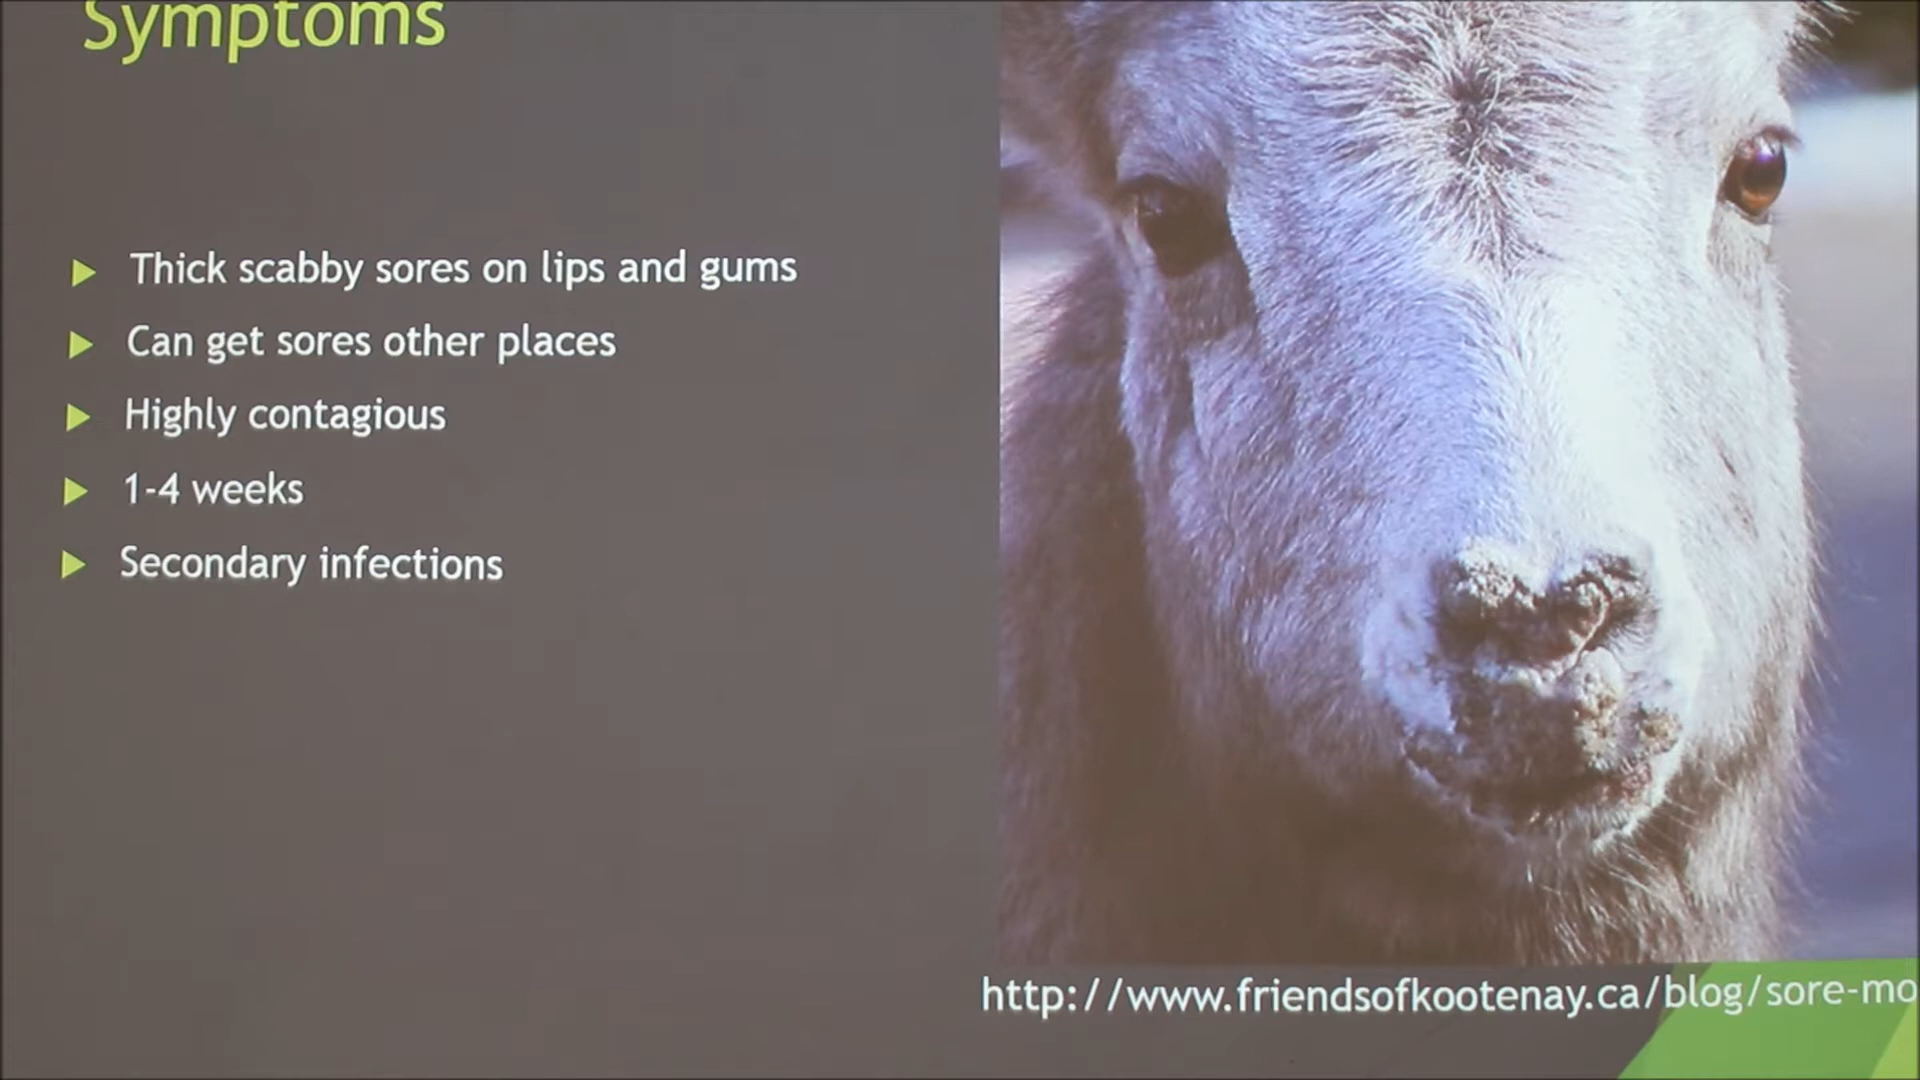 Symptoms
Thick scabby sores on lips and gums
Can get sores other places
Highly contagious
1-4 weeks
Secondary infections
http://www.friendsofkootenay.ca/blog/sore-mo